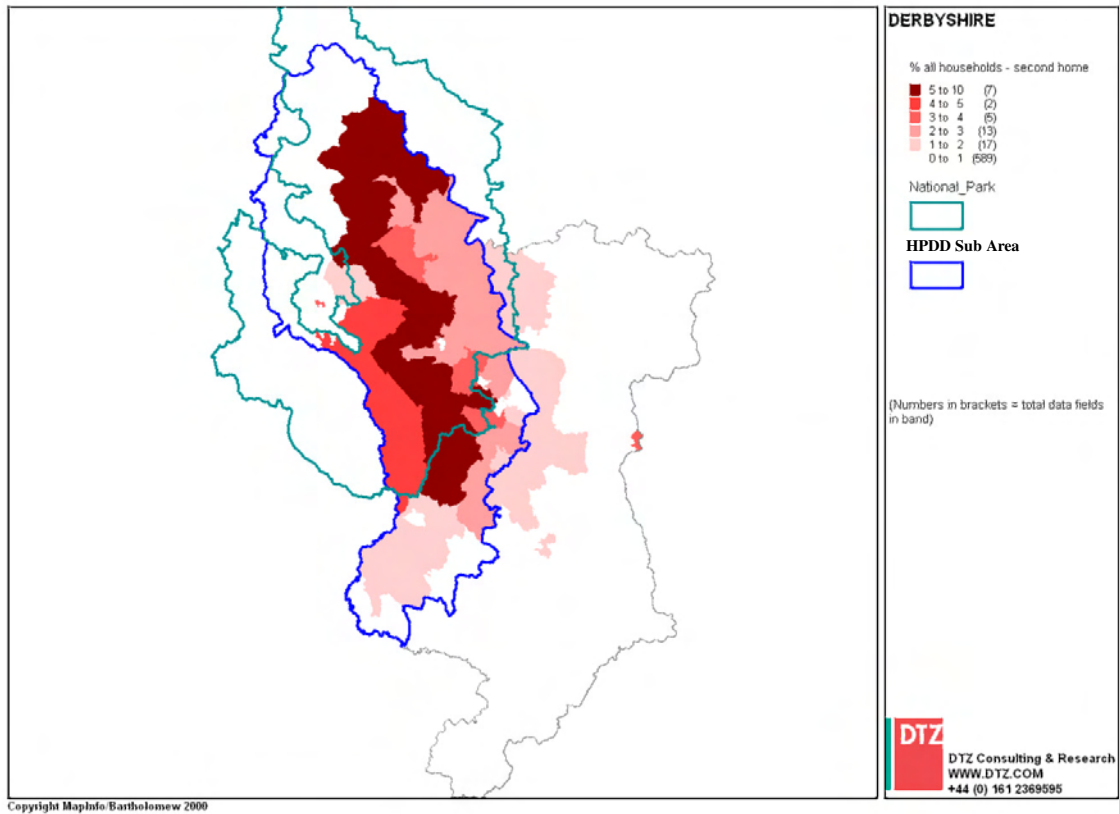 DERBYSHIRE
% all households - second home
5 to 10 (7)
4 to 5 (2)
3 to 4 (5)
2 to 3 (13)
1 to 2 (17)
0 to 1 (589)
National_Park
HPDD Sub Area
(Numbers in brackets = total data fields
in band)
DTZ
DTZ Consulting & Research
WWW.DTZ.COM
+44 (0) 161 2369595
Copyright MapInfo/Bartholomew 2000